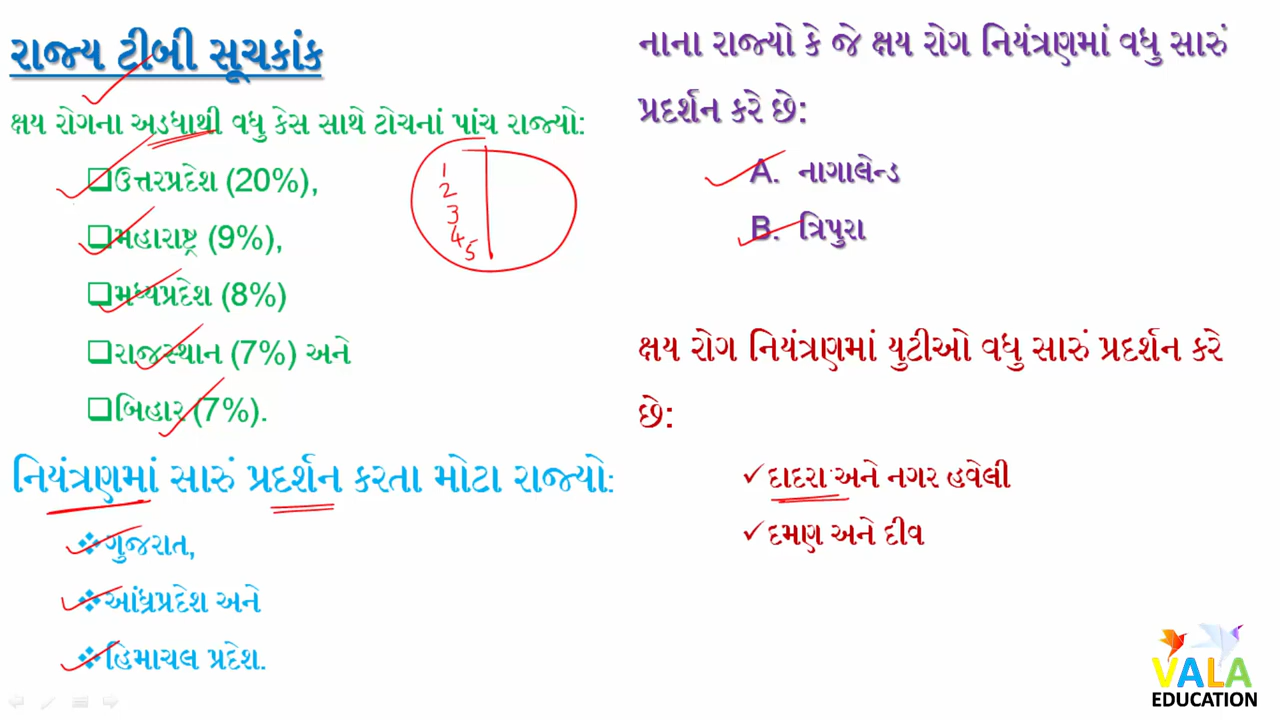 રાજ્ય ટીબી સૂચકાંક
ક્ષય રોગના અડધાથી વધુ કેસ સાથે ટોચનાં પાંચ રાજ્યો:
ઉત્તરપ્રદેશ (20%),
મહારાષ્ટ્ર (9%),
મધ્યપ્રદેશ (8%)
રાજસ્થાન (7%) અને
બિહાર (7%).
1
2
3
4
5
નિયંત્રણમાં સારું પ્રદર્શન કરતા મોટા રાજ્યો:
ગુજરાત,
આંધ્રપ્રદેશ અને
હિમાચલ પ્રદેશ.
નાના રાજ્યો કે જે ક્ષય રોગ નિયંત્રણમાં વધુ સારું
પ્રદર્શન કરે છે:
A. નાગાલેન્ડ
B. ત્રિપુરા
ક્ષય રોગ નિયંત્રણમાં યુટીઓ વધુ સારું પ્રદર્શન કરે
છે:
દાદરા અને નગર હવેલી
દમણ અને દીવ
VALA
EDUCATION